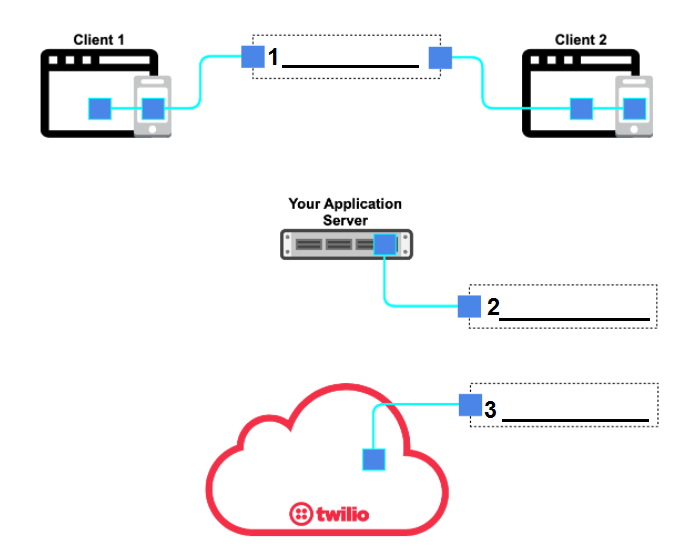 Client 1
Client 2
1
Your Application
Server
2
3
twilio